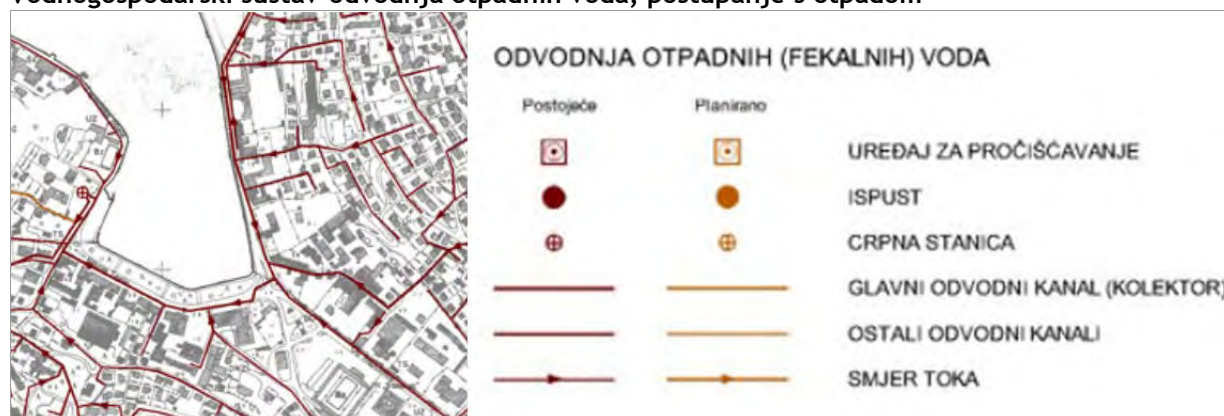 Vodnogospodarski sustav odvodnja otpadnih voda, postupanje s otpadom
ODVODNJA OTPADNIH (FEKALNIH) VODA
Postojeće Planirano
UREĐAJ ZA PROČIŠĆAVANJE
ISPUST
CRPNA STANICA
GLAVNI ODVODNI KANAL (KOLEKTOR)
OSTALI ODVODNI KANALI
SMJER TOKA